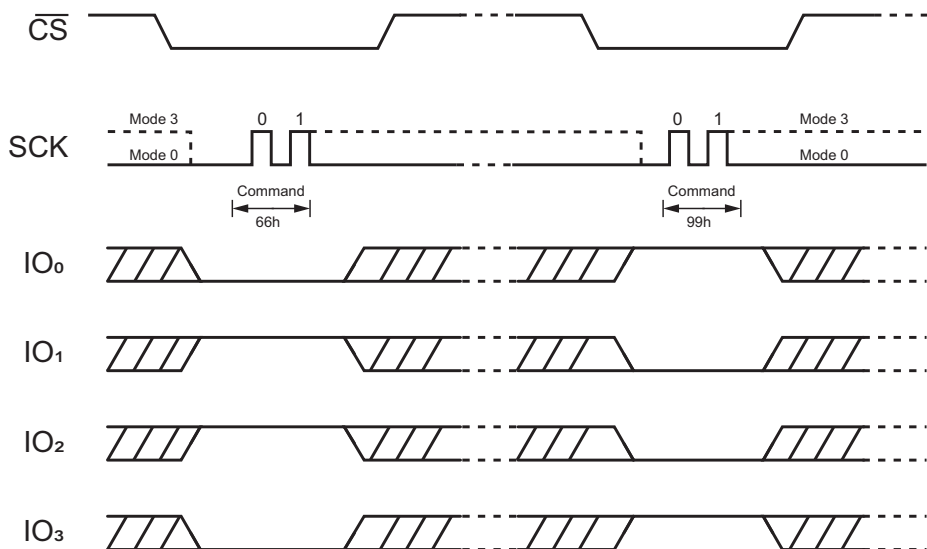 CS
SCK
Mode 3
Mode 0
0 1
0 1
Mode 3
Mode 0
Command
66h
Command
99h
IO₀
IO₁
IO₂
IO₃